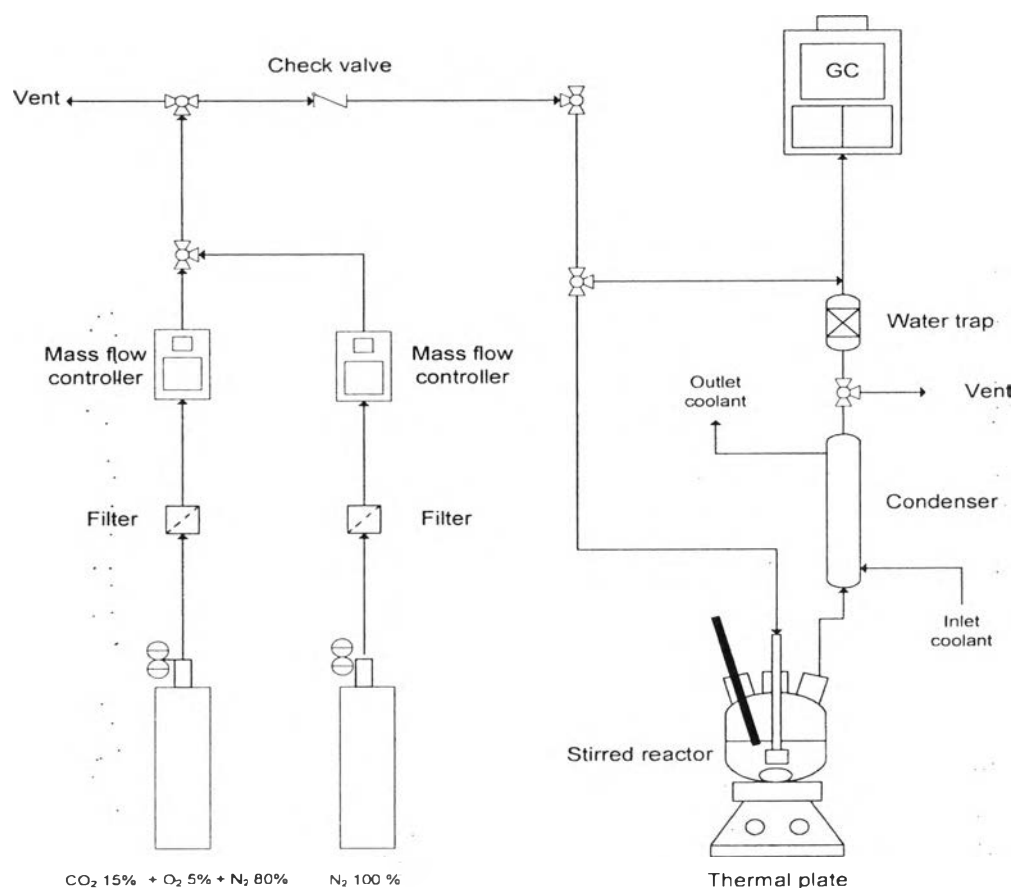 GC
Check valve
Vent
Mass flow
controller
Mass flow
controller
Water trap
Outlet
coolant
Vent
Filter
Filter
Condenser
Inlet
coolant
Stirred reactor
CO₂ 15% + O₂ 5% + N₂ 80%
N₂ 100 %
Thermal plate